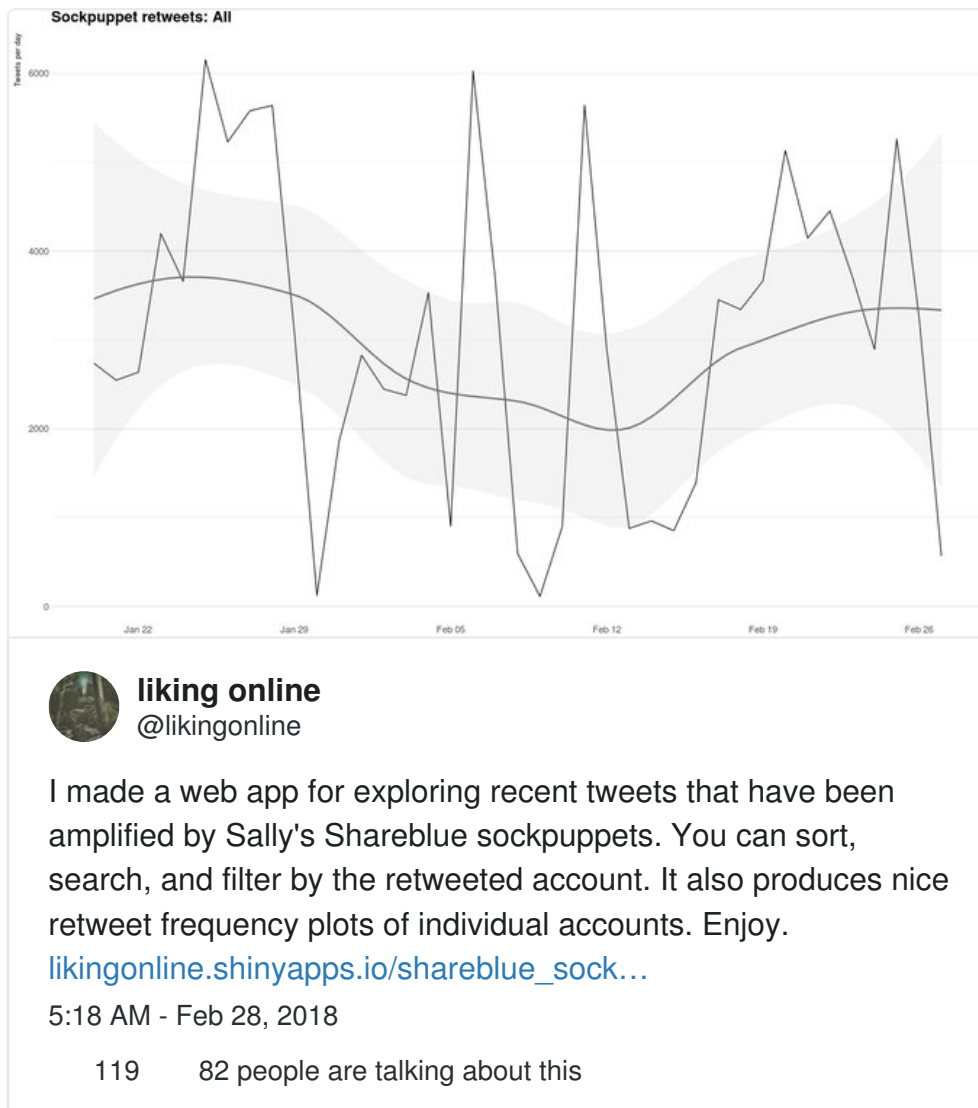 Sockpuppet retweets: All
Tweets per day
6000
4000
2000
0
Jan 22 Jan 29 Feb 05 Feb 12 Feb 19 Feb 26
liking online
@likingonline
I made a web app for exploring recent tweets that have been
amplified by Sally's Shareblue sockpuppets. You can sort,
search, and filter by the retweeted account. It also produces nice
retweet frequency plots of individual accounts. Enjoy.
likingonline.shinyapps.io/shareblue_sock…
5:18 AM - Feb 28, 2018
119 82 people are talking about this